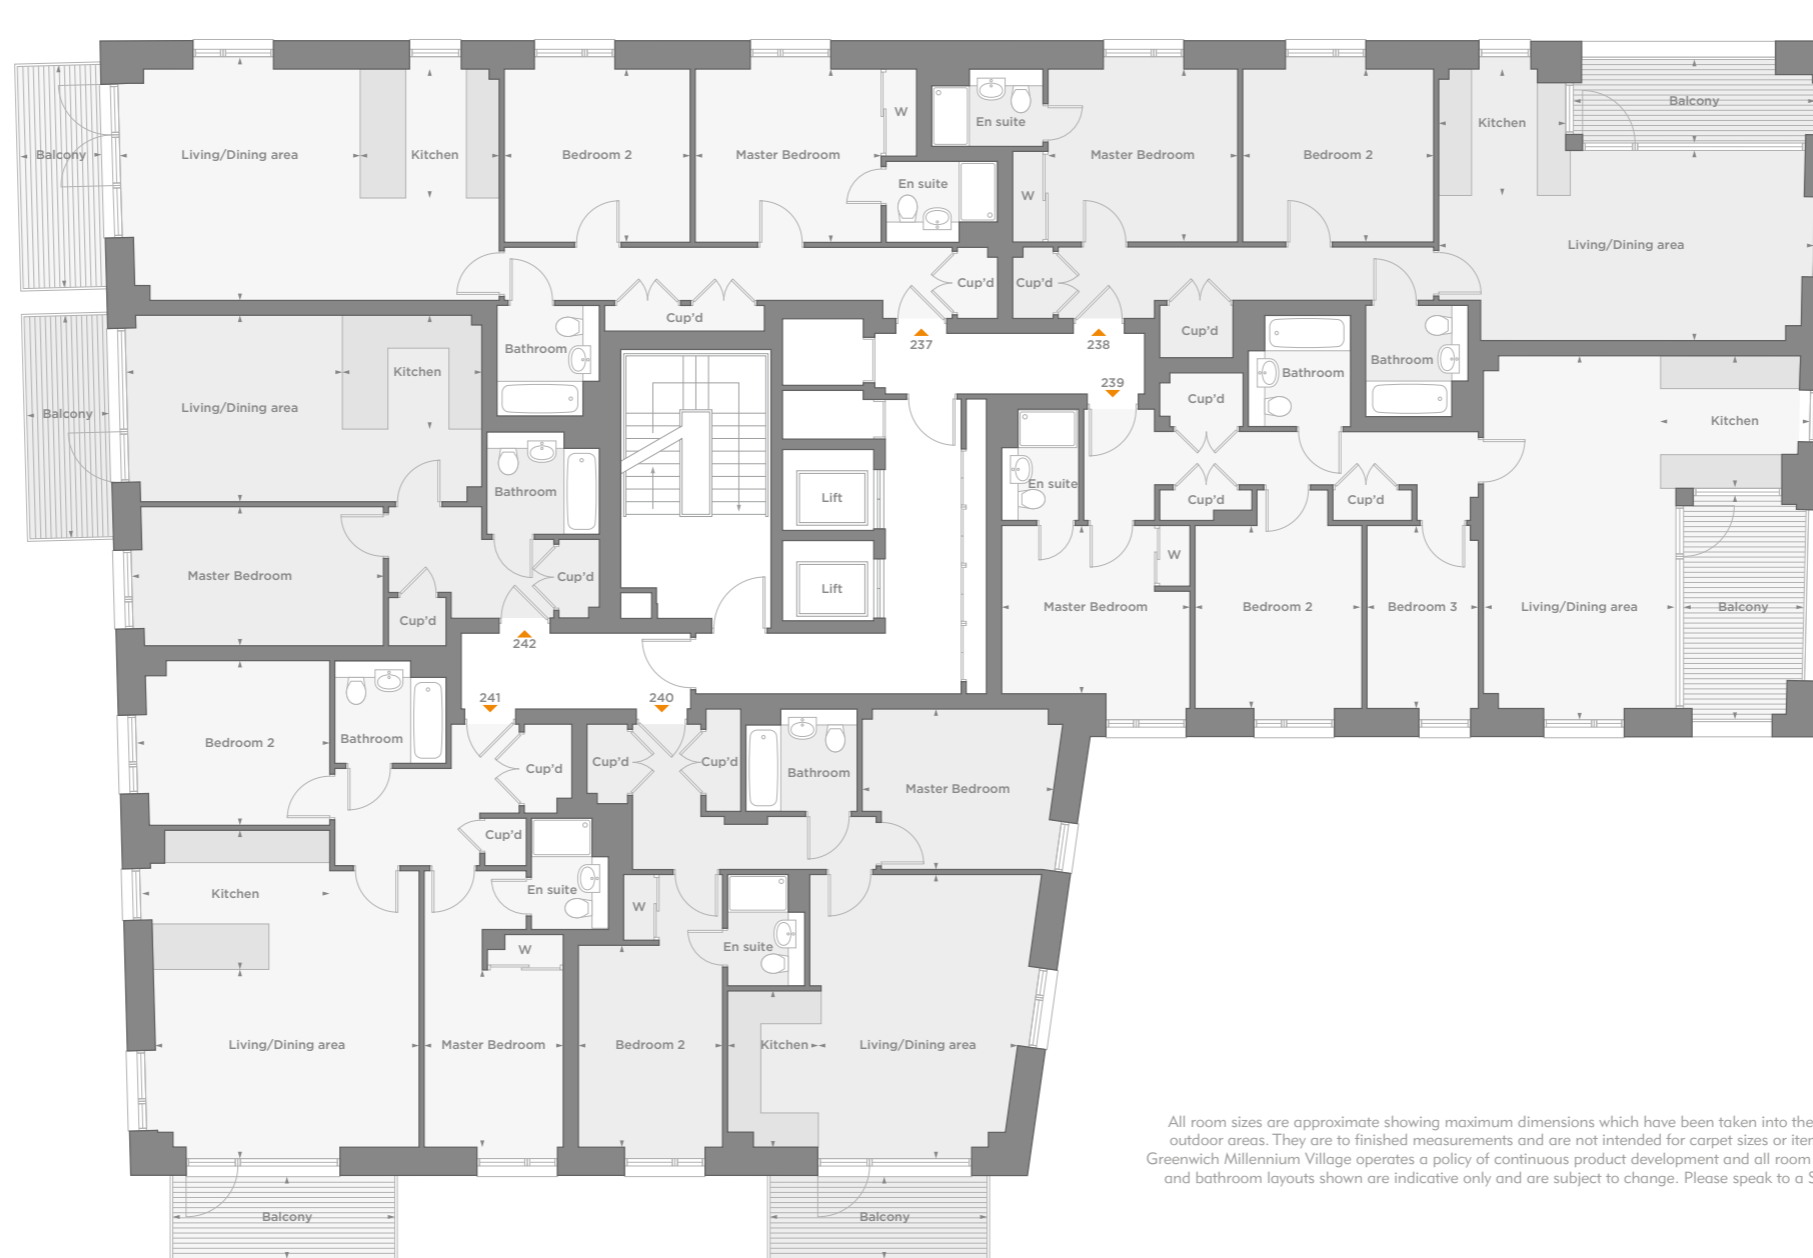 W
En suite
Balcony
Kitchen
Balcony
Living/Dining area
Kitchen
Bedroom 2
Master Bedroom
En suite
Master Bedroom
Bedroom 2
W
Living/Dining area
Cup'd
Cup'd
Cup'd
Cup'd
237
238
Bathroom
Bathroom
Kitchen
Bathroom
239
Cup'd
Balcony
Living/Dining area
Kitchen
Bathroom
Lift
En suite
Cup'd
Cup'd
W
Master Bedroom
Cup'd
Lift
Cup'd
Master Bedroom
Bedroom 2
Bedroom 3
Living/Dining area
Balcony
242
241
240
Bedroom 2
Bathroom
Cup'd
Cup'd
Cup'd
Bathroom
Master Bedroom
Cup'd
Kitchen
En suite
W
W
En suite
Living/Dining area
Master Bedroom
Bedroom 2
Kitchen
Living/Dining area
Balcony
Balcony
All room sizes are approximate showing maximum dimensions which have been taken into the
outdoor areas. They are to finished measurements and are not intended for carpet sizes or iter
Greenwich Millennium Village operates a policy of continuous product development and all room
and bathroom layouts shown are indicative only and are subject to change. Please speak to a S